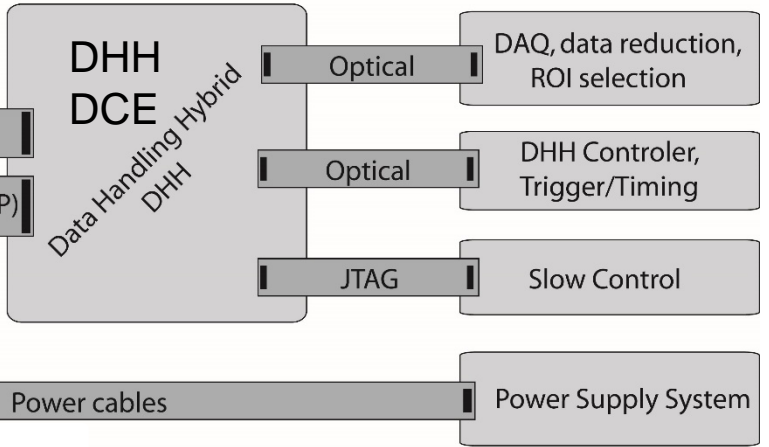 DHH
DCE
Data Handling Hybrid
DHH
P)
Optical
DAQ, data reduction,
ROI selection
Optical
DHH Controler,
Trigger/Timing
JTAG
Slow Control
Power cables
Power Supply System